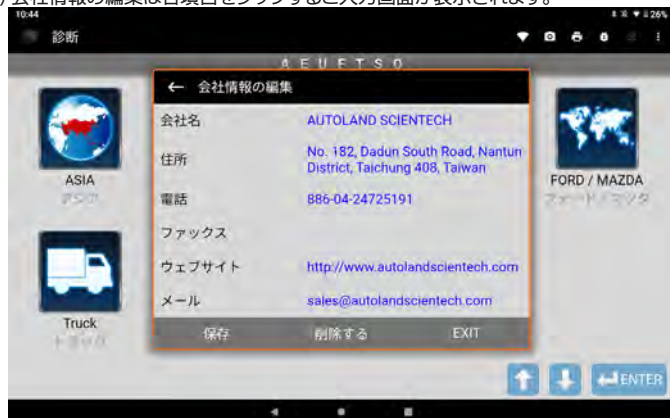 会社情報の編集は各項目をタップすると入力画面が表示されます。
10:44
26%
診断
← 会社情報の編集
会社名 AUTOLAND SCIENTECH
住所 No. 182, Dadun South Road, Nantun
District, Taichung 408, Taiwan
電話 886-04-24725191
ファックス
ウェブサイト http://www.autolandscientech.com
メール sales@autolandscientech.com
保存 削除する EXIT
ASIA
アジア
FORD / MAZDA
フォード / マツダ
Truck
トラック
ENTER